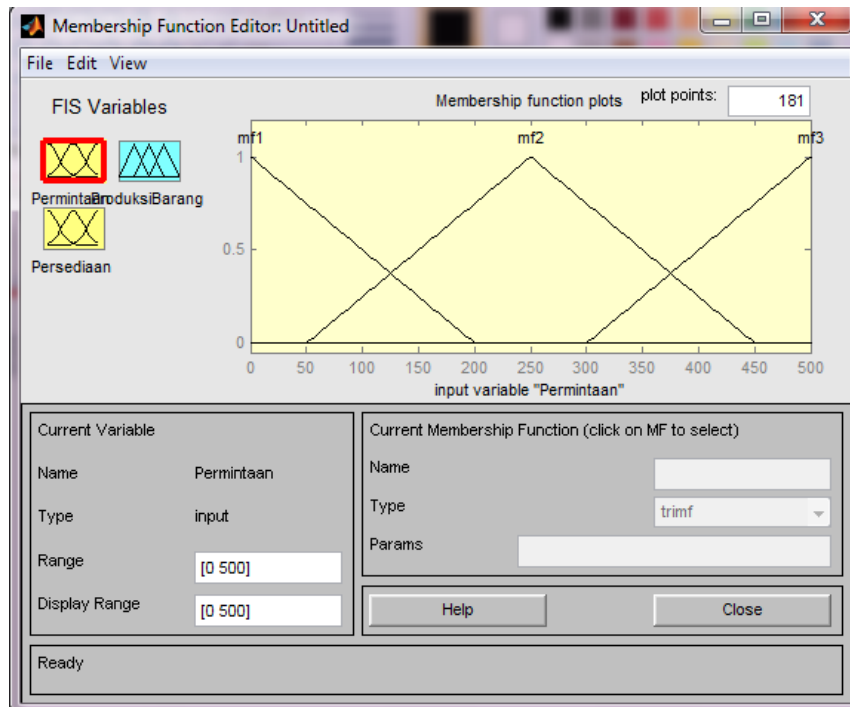 Membership Function Editor: Untitled
File Edit View
FIS Variables
Permintaan
ProduksiBarang
Persediaan
Membership function plots
plot points:
181
mf1
mf2
mf3
1
0.5
0
0 50 100 150 200 250 300 350 400 450 500
input variable "Permintaan"
Current Variable
Name Permintaan
Type input
Range [0 500]
Display Range [0 500]
Current Membership Function (click on MF to select)
Name
Type trimf
Params
Help
Close
Ready